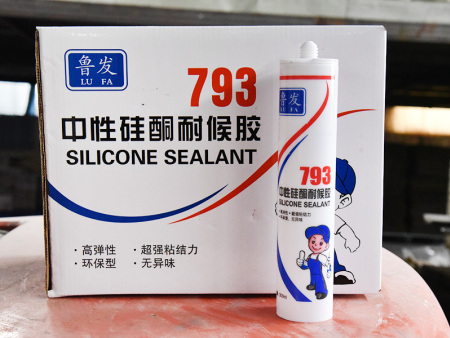 鲁发
LU FA
793
中性硅酮耐候胶
SILICONE SEALANT
· 高弹性 · 超强粘结力
· 环保型 · 无异味
鲁发
LU FA
793
中性硅酮耐候胶